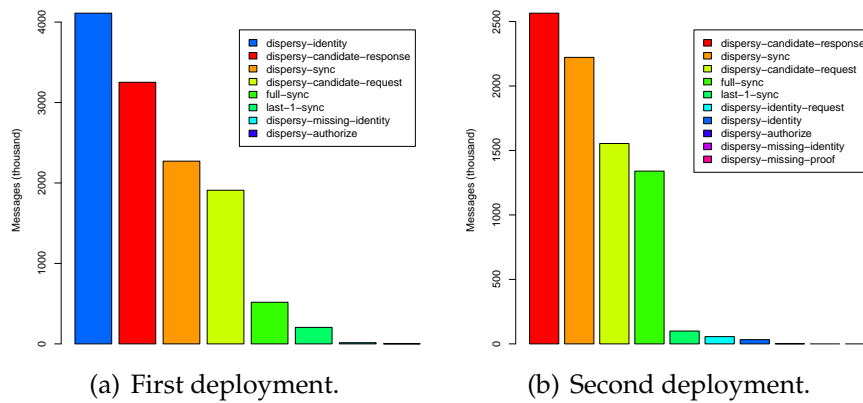 Messages (thousand)
4000
3000
2000
1000
0
dispersy−identity
dispersy−candidate−response
dispersy−sync
dispersy−candidate−request
full−sync
last−1−sync
dispersy−missing−identity
dispersy−authorize
(a) First deployment.
Messages (thousand)
2500
2000
1500
1000
500
0
dispersy−candidate−response
dispersy−sync
dispersy−candidate−request
full−sync
last−1−sync
dispersy−identity−request
dispersy−identity
dispersy−authorize
dispersy−missing−identity
dispersy−missing−proof
(b) Second deployment.